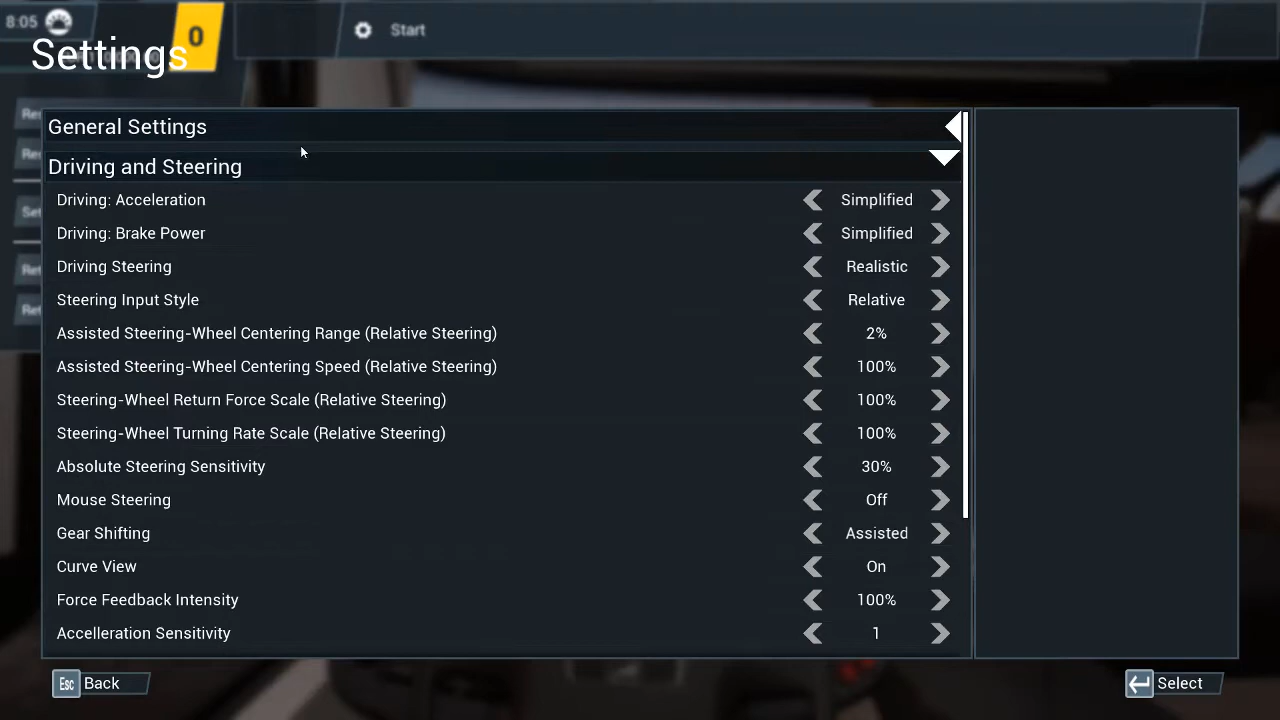 8:05
0
Start
Settings
General Settings
Driving and Steering
Driving: Acceleration Simplified
Driving: Brake Power Simplified
Driving Steering Realistic
Steering Input Style Relative
Assisted Steering-Wheel Centering Range (Relative Steering) 2%
Assisted Steering-Wheel Centering Speed (Relative Steering) 100%
Steering-Wheel Return Force Scale (Relative Steering) 100%
Steering-Wheel Turning Rate Scale (Relative Steering) 100%
Absolute Steering Sensitivity 30%
Mouse Steering Off
Gear Shifting Assisted
Curve View On
Force Feedback Intensity 100%
Accelleration Sensitivity 1
Esc Back
Select